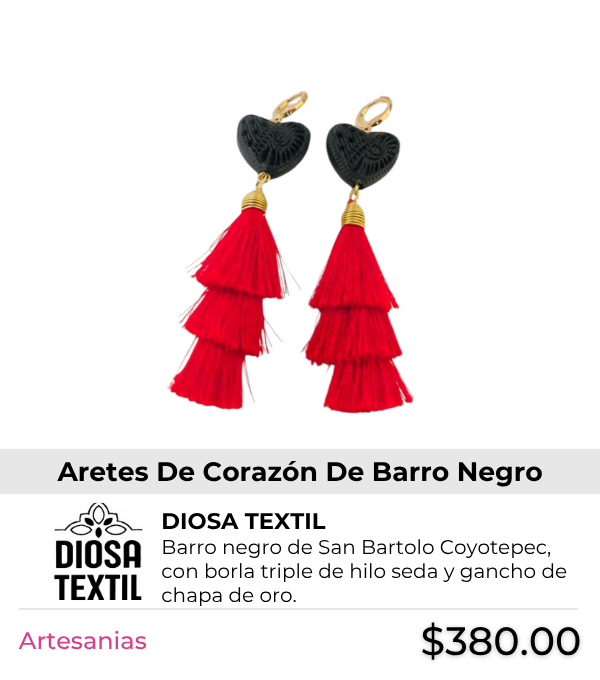 Aretes De Corazón De Barro Negro
DIOSA
TEXTIL
DIOSA TEXTIL
Barro negro de San Bartolo Coyotepec,
con borla triple de hilo seda y gancho de
chapa de oro.
Artesanias
$380.00